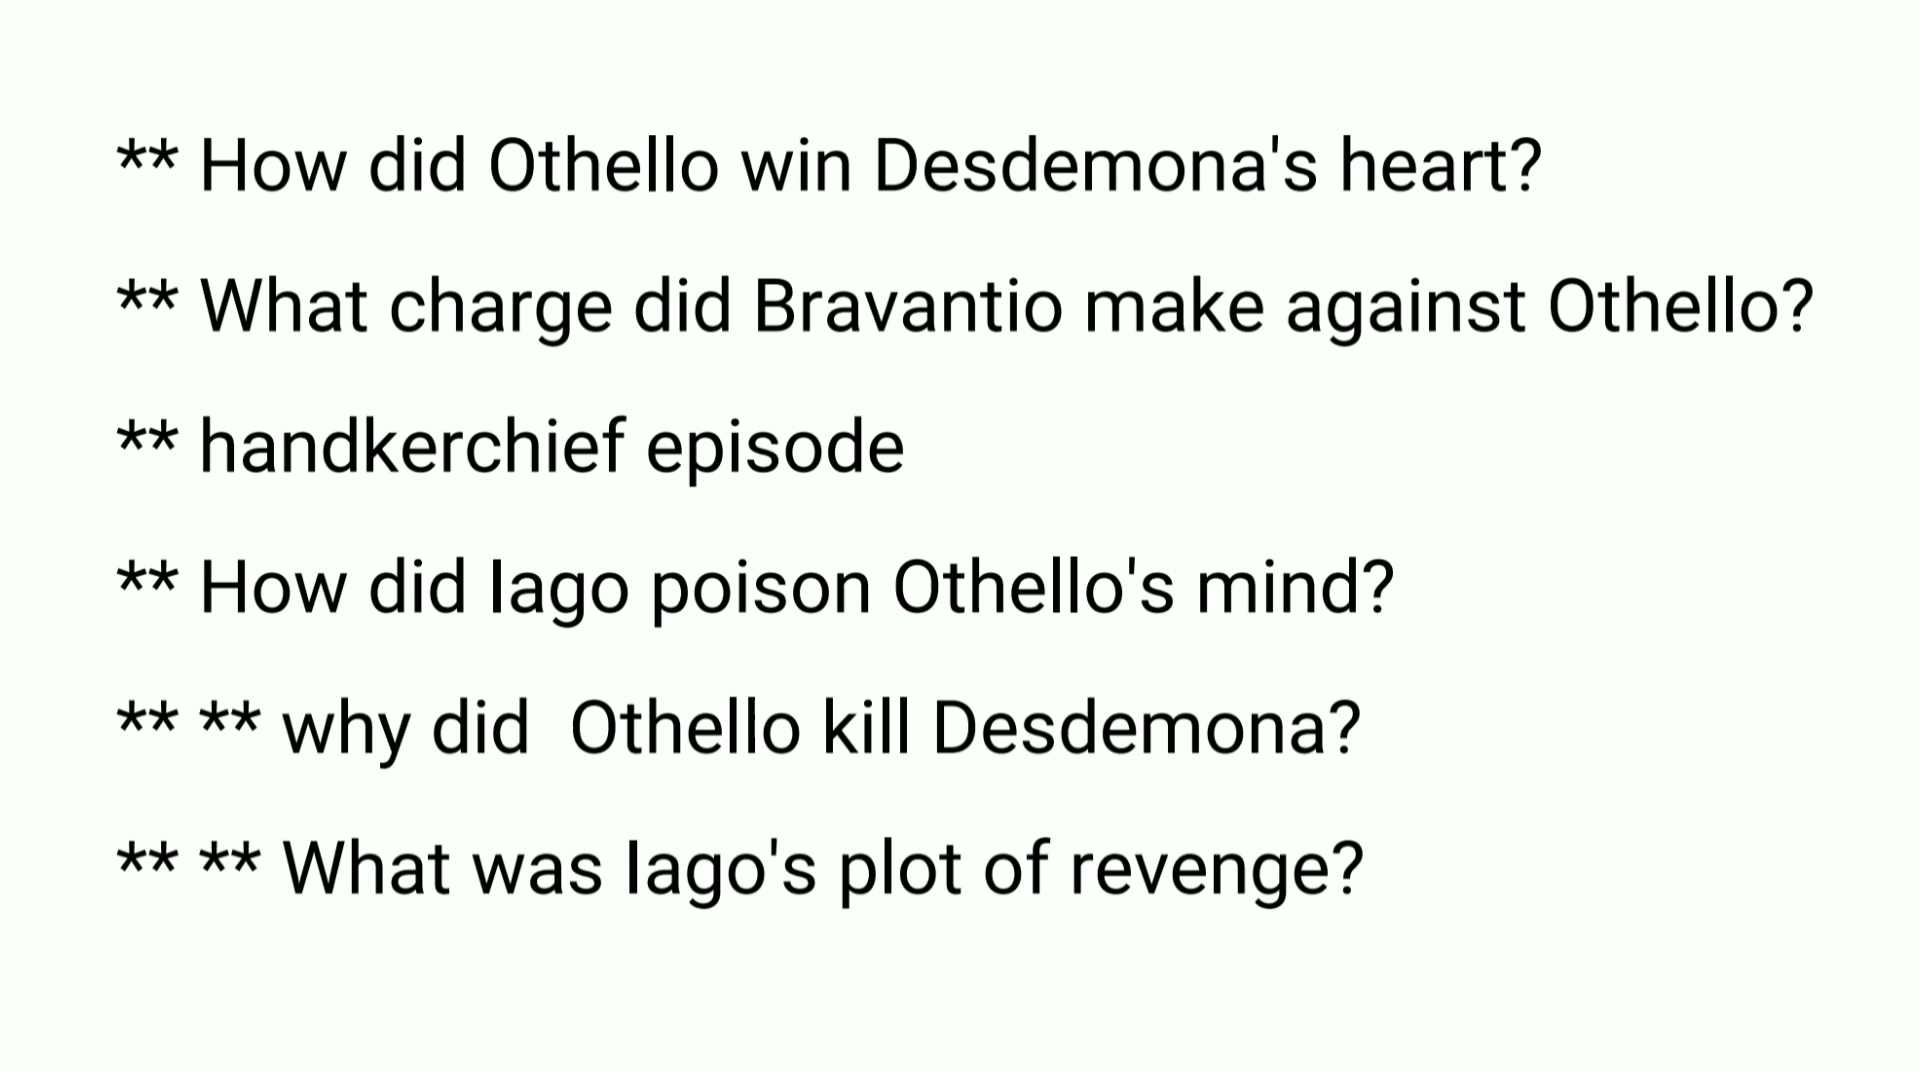 ** How did Othello win Desdemona's heart?
** What charge did Bravantio make against Othello?
** handkerchief episode
** How did Iago poison Othello's mind?
** ** why did  Othello kill Desdemona?
** ** What was Iago's plot of revenge?